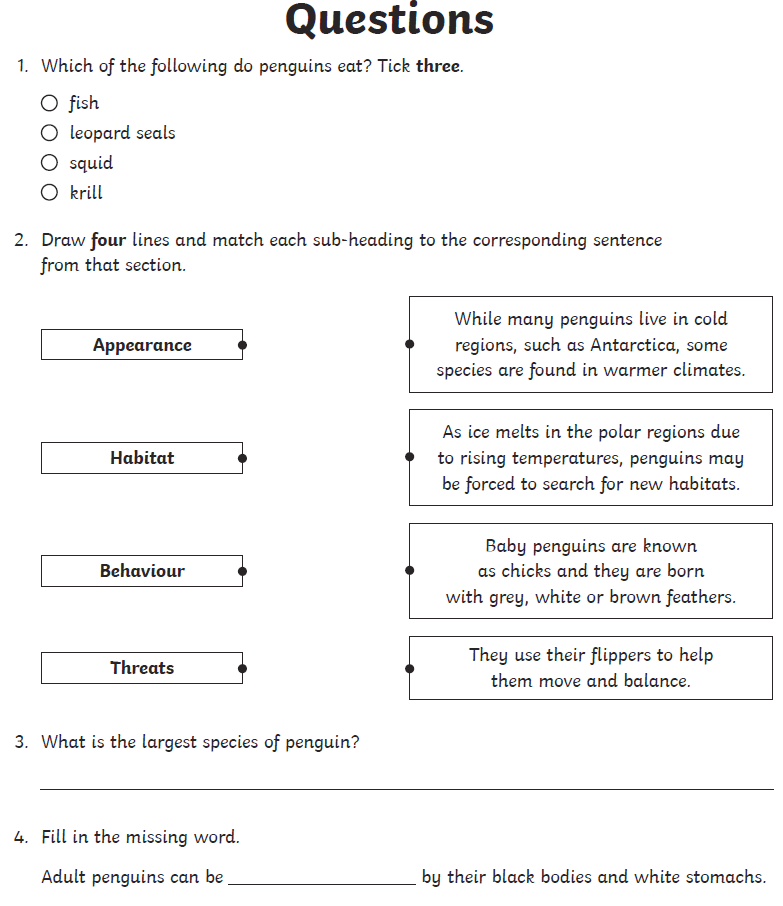 Questions
1. Which of the following do penguins eat? Tick three.
fish
leopard seals
squid
krill
2. Draw four lines and match each sub-heading to the corresponding sentence
from that section.
Appearance
While many penguins live in cold
regions, such as Antarctica, some
species are found in warmer climates.
Habitat
As ice melts in the polar regions due
to rising temperatures, penguins may
be forced to search for new habitats.
Behaviour
Baby penguins are known
as chicks and they are born
with grey, white or brown feathers.
Threats
They use their flippers to help
them move and balance.
3. What is the largest species of penguin?
4. Fill in the missing word.
Adult penguins can be ________________ by their black bodies and white stomachs.